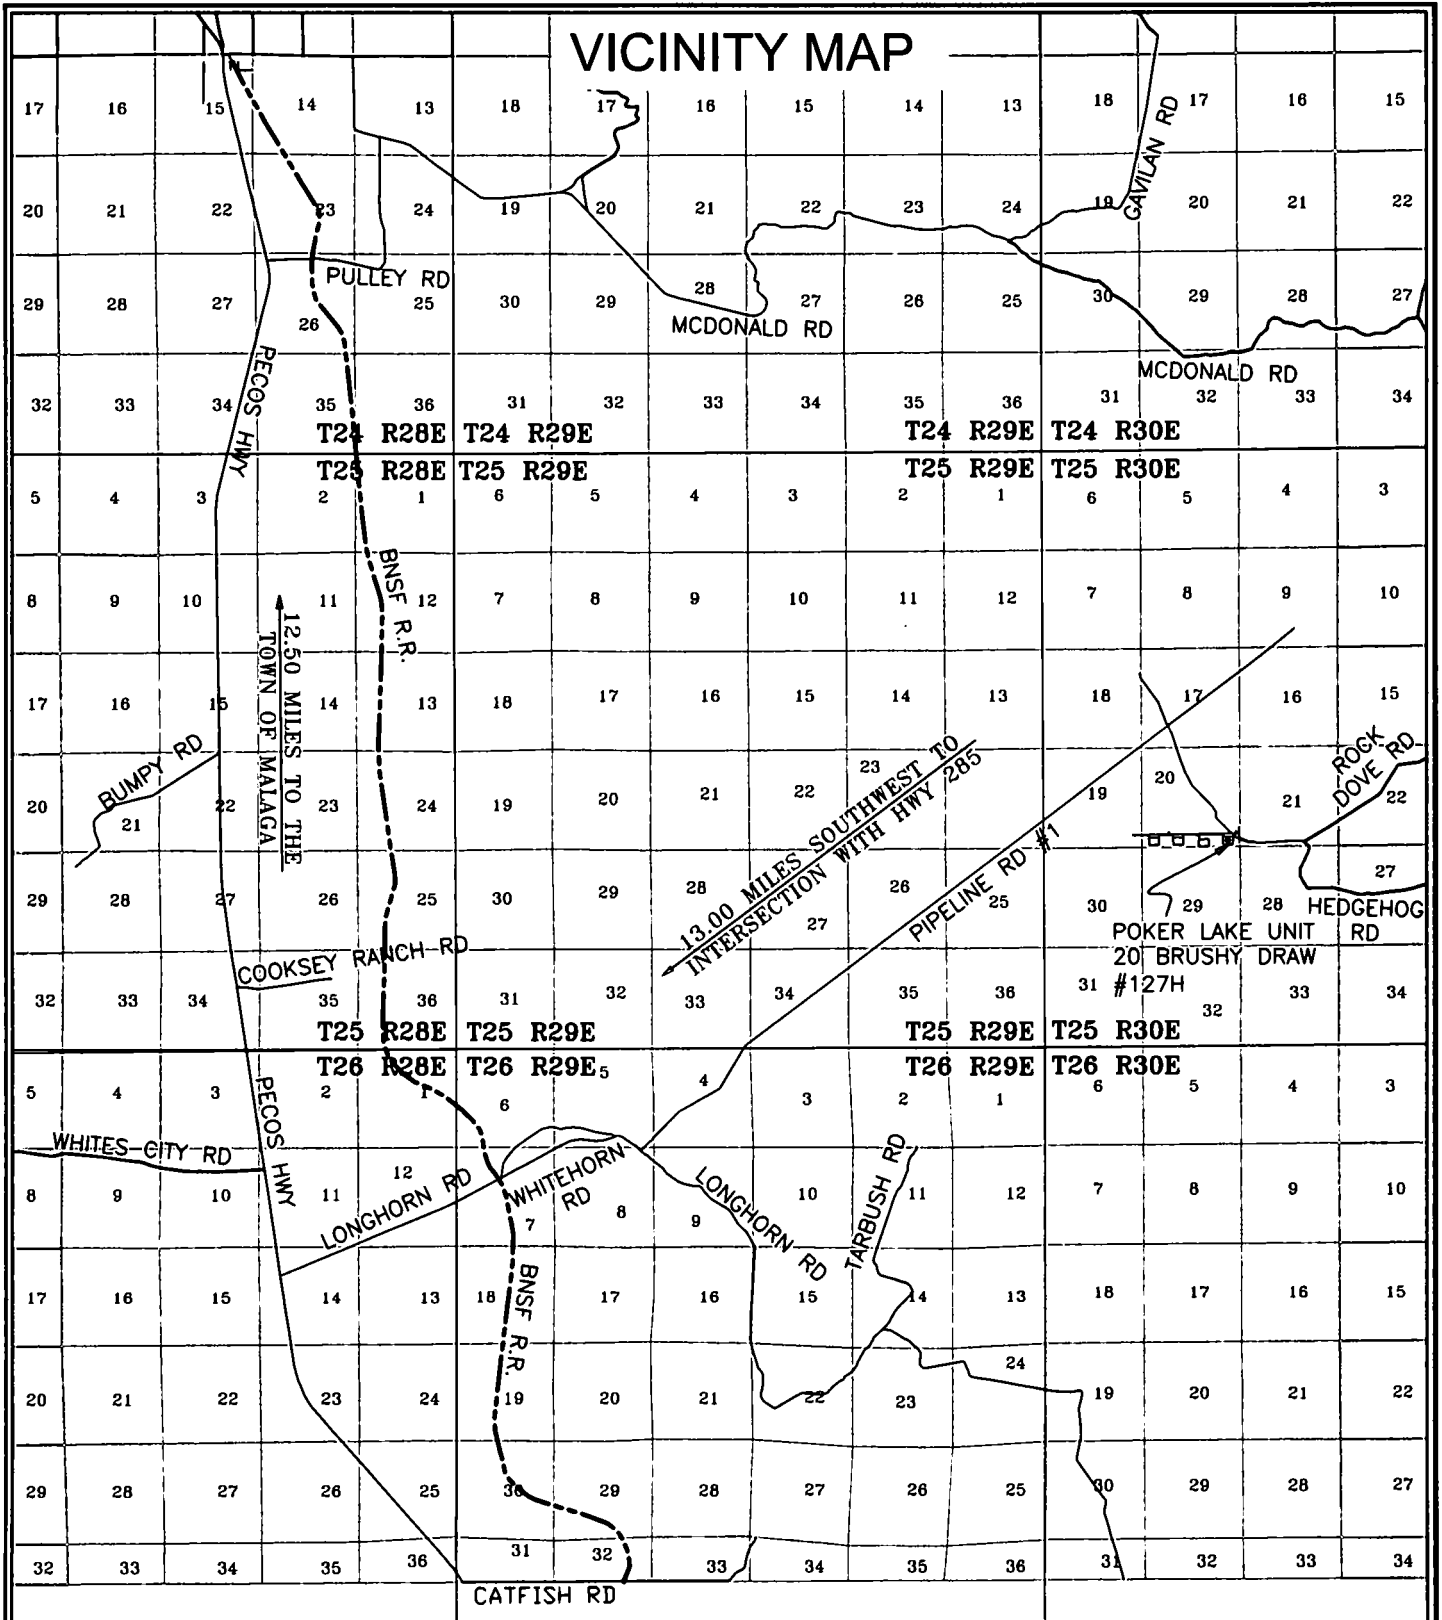 VICINITY MAP
17 16 15 14 13 18 17 16 15 14 13 18 17 16 15
GAVILAN RD
20 21 22 23 24 19 20 21 22 23 24 19 20 21 22
PULLEY RD
29 28 27 26 25 30 29 28 27 26 25 30 29 28 27
MCDONALD RD
MCDONALD RD
PECOS HWY
32 33 34 35 36 31 32 33 34 35 36 31 32 33 34
T24 R28E T24 R29E T24 R29E T24 R30E
T25 R28E T25 R29E T25 R29E T25 R30E
5 4 3 2 1 6 5 4 3 2 1 6 5 4 3
BNSF R.R.
8 9 10 11 12 7 8 9 10 11 12 7 8 9 10
12.50 MILES TO THE
TOWN OF MALAGA
17 16 15 14 13 18 17 16 15 14 13 18 17 16 15
BUMPY RD
13.00 MILES SOUTHWEST TO
INTERSECTION WITH HWY 285
ROCK
DOVE RD
20 21 22 23 24 19 20 21 22 23 19 20 21 22
PIPELINE RD #1
29 28 27 26 25 30 29 28 27 26 25 30 29 28 27
HEDGEHOG
RD
POKER LAKE UNIT
20 BRUSHY DRAW
#127H
COOKSEY RANCH RD
32 33 34 35 36 31 32 33 34 35 36 31 32 33 34
T25 R28E T25 R29E T25 R29E T25 R30E
T26 R28E T26 R29E T26 R29E T26 R30E
5 4 3 2 1 6 5 4 3 2 1 6 5 4 3
WHITES CITY RD
PECOS HWY
LONGHORN RD
WHITEHORN
RD
LONGHORN RD
TARBUSH RD
8 9 10 11 12 7 8 9 10 11 12 7 8 9 10
BNSF R.R.
17 16 15 14 13 18 17 16 15 14 13 18 17 16 15
20 21 22 23 24 19 20 21 22 23 24 19 20 21 22
29 28 27 26 25 30 29 28 27 26 25 30 29 28 27
32 33 34 35 36 31 32 33 34 35 36 31 32 33 34
CATFISH RD